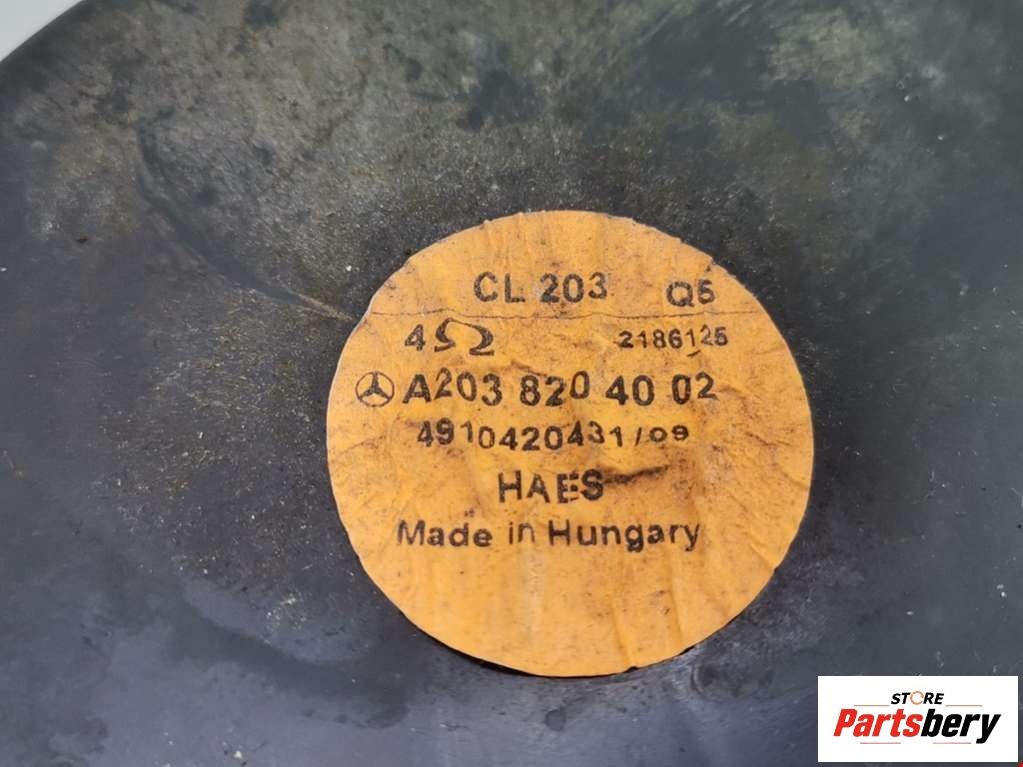 CL 203 Q5
4Ω 2186125
A203 820 40 02
4910420431/09
HAES
Made in Hungary
STORE
Partsbery